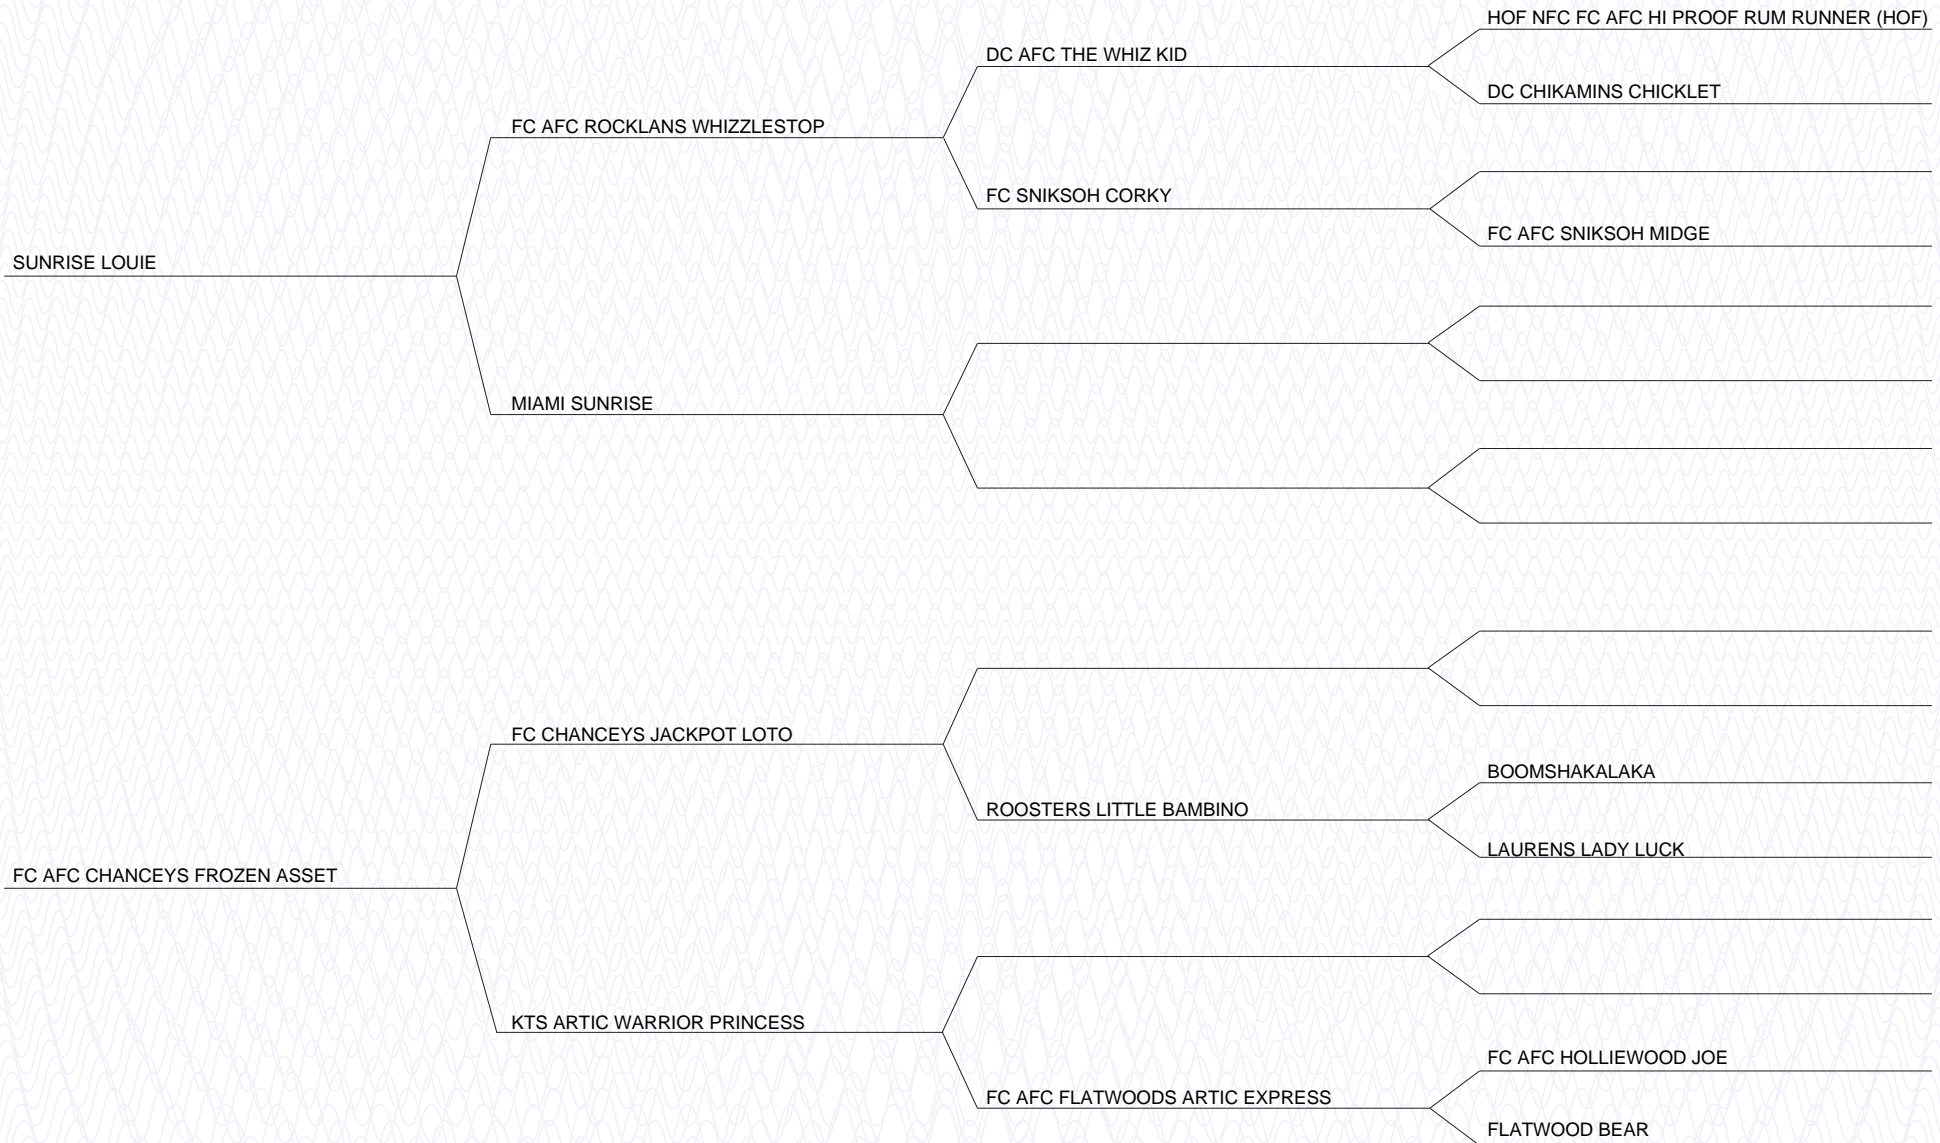 HOF NFC FC AFC HI PROOF RUM RUNNER (HOF)
DC AFC THE WHIZ KID
DC CHIKAMINS CHICKLET
FC AFC ROCKLANS WHIZZLESTOP
FC SNIKSOH CORKY
FC AFC SNIKSOH MIDGE
SUNRISE LOUIE
MIAMI SUNRISE
FC CHANCEYS JACKPOT LOTO
BOOMSHAKALAKA
ROOSTERS LITTLE BAMBINO
LAURENS LADY LUCK
FC AFC CHANCEYS FROZEN ASSET
KTS ARTIC WARRIOR PRINCESS
FC AFC HOLLIEWOOD JOE
FC AFC FLATWOODS ARTIC EXPRESS
FLATWOOD BEAR